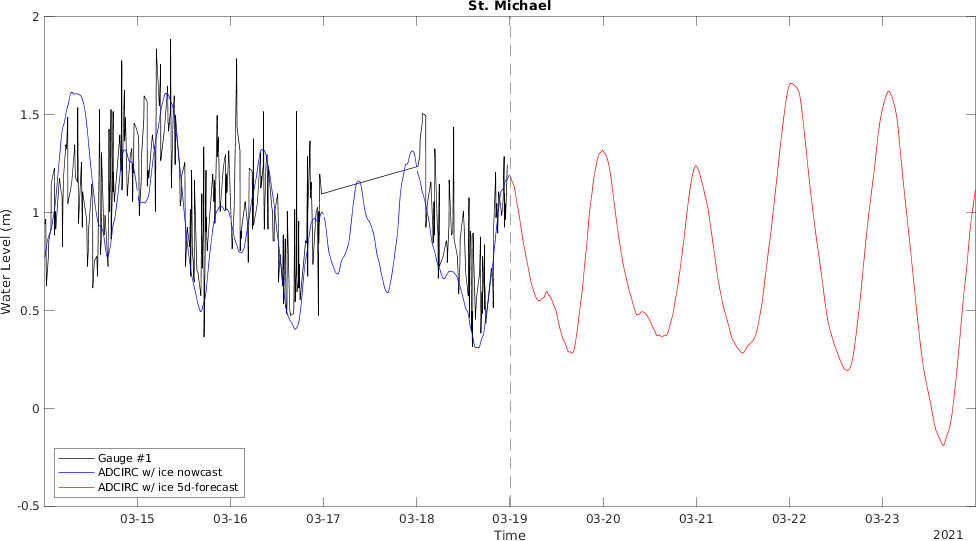 St. Michael
2
1.5
1
0.5
0
-0.5
Water Level (m)
Gauge #1
ADCIRC w/ ice nowcast
ADCIRC w/ ice 5d-forecast
03-15 03-16 03-17 03-18 03-19 03-20 03-21 03-22 03-23
Time
2021